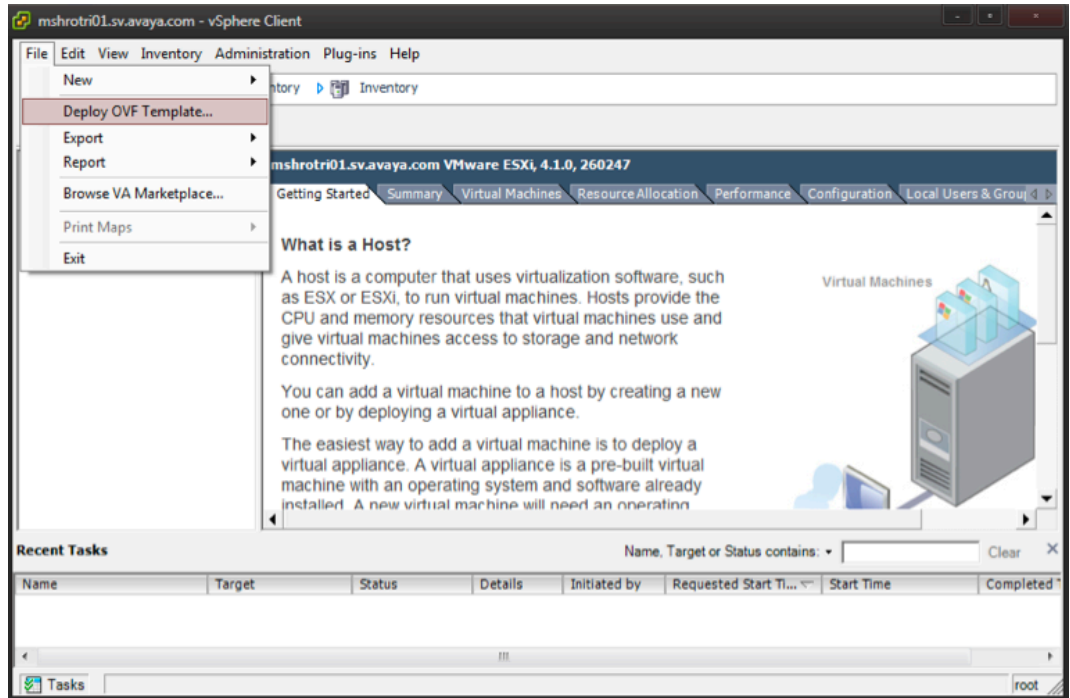 mshrotri01.sv.avaya.com - vSphere Client
File Edit View Inventory Administration Plug-ins Help
New
ntory Inventory
Deploy OVF Template...
Export
Report
mshrotri01.sv.avaya.com VMware ESXi, 4.1.0, 260247
Browse VA Marketplace...
Getting Started Summary Virtual Machines Resource Allocation Performance Configuration Local Users & Grou
Print Maps
Exit
What is a Host?
A host is a computer that uses virtualization software, such
as ESX or ESXi, to run virtual machines. Hosts provide the
CPU and memory resources that virtual machines use and
give virtual machines access to storage and network
connectivity.
Virtual Machines
You can add a virtual machine to a host by creating a new
one or by deploying a virtual appliance.
The easiest way to add a virtual machine is to deploy a
virtual appliance. A virtual appliance is a pre-built virtual
machine with an operating system and software already
installed. A new virtual machine will need an operating
Recent Tasks
Name, Target or Status contains:
Clear
Name Target Status Details Initiated by Requested Start Ti... Start Time Completed
Tasks
root